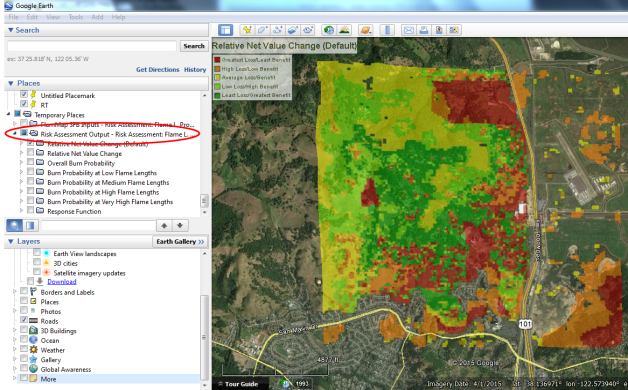 Google Earth
File Edit View Tools Add Help
Search
Search
ex: 37 25.818' N, 122 05.36' W
Get Directions History
Places
Untitled Placemark
RT
Temporary Places
FlamMap SFB Inputs - Risk Assessment: Flame L Pro...
Risk Assessment Output - Risk Assessment: Flame L...
Relative Net Value Change (Default)
Relative Net Value Change
Overall Burn Probability
Burn Probability at Low Flame Lengths
Burn Probability at Medium Flame Lengths
Burn Probability at High Flame Lengths
Burn Probability at Very High Flame Lengths
Response Function
Layers
Earth Gallery >>
Earth View landscapes
3D cities
Satellite imagery updates
Download
Borders and Labels
Places
Photos
Roads
3D Buildings
Ocean
Weather
Gallery
Global Awareness
More
Relative Net Value Change (Default)
Greatest Loss/Least Benefit
High Loss/Low Benefit
Average Loss/Benefit
Low Loss/High Benefit
Least Loss/Greatest Benefit
101
4872 ft
© 2015 Google
Tour Guide
1993
Imagery Date: 4/1/2015 lat 38.136971° lon -122.573940°